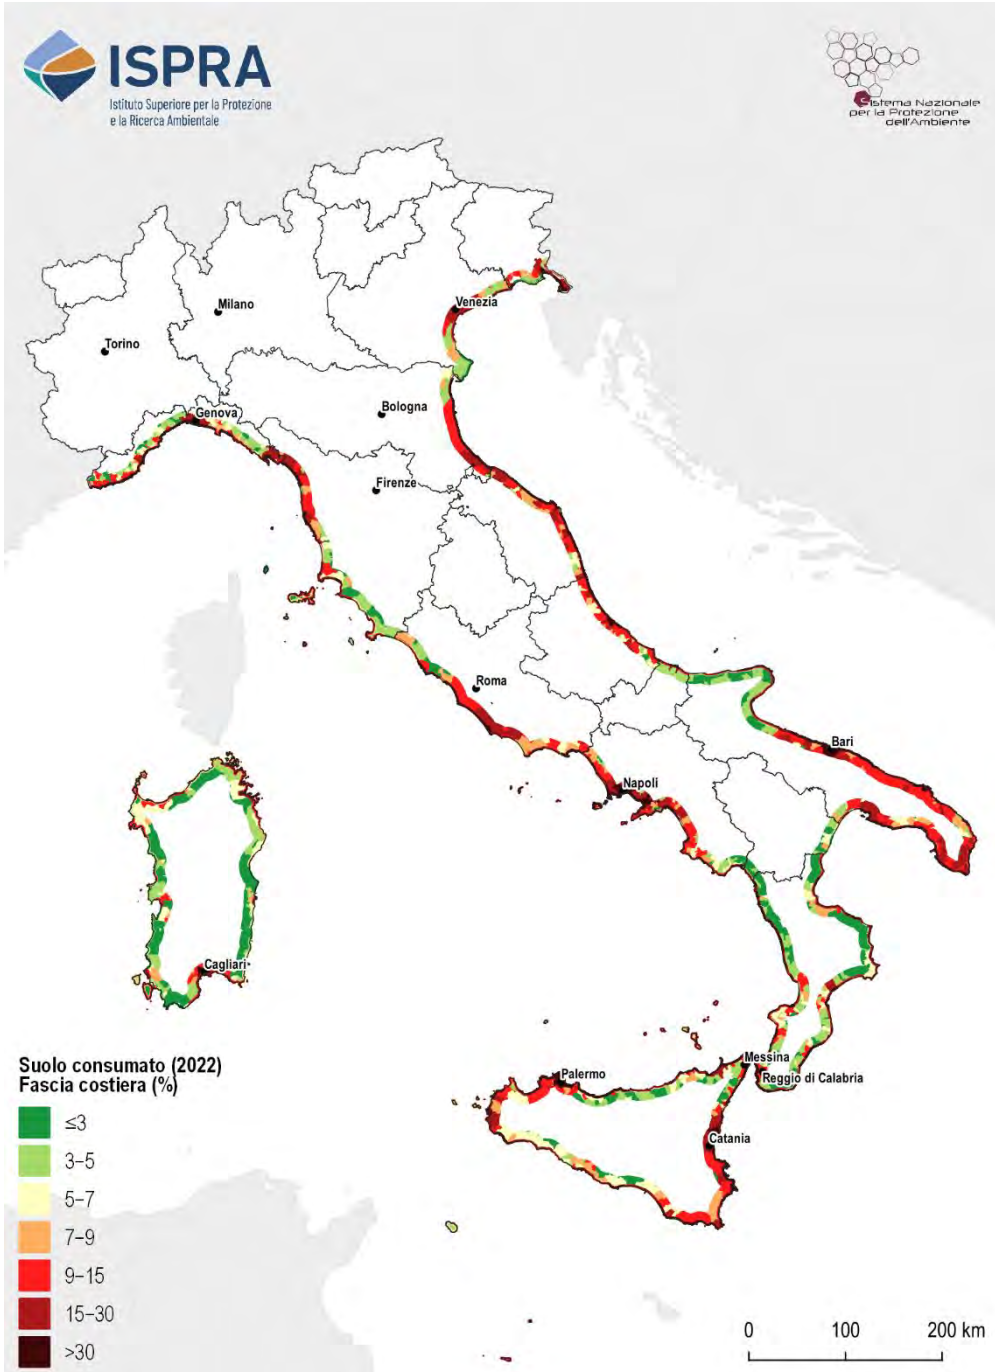 ISPRA
Istituto Superiore per la Protezione
e la Ricerca Ambientale
Sistema Nazionale
per la Protezione
dell'Ambiente
Milano
Venezia
Torino
Bologna
Genova
Firenze
Roma
Bari
Napoli
Cagliari
Messina
Palermo
Reggio di Calabria
Catania
Suolo consumato (2022)
Fascia costiera (%)
≤3
3–5
5–7
7–9
9–15
15–30
>30
0 100 200 km